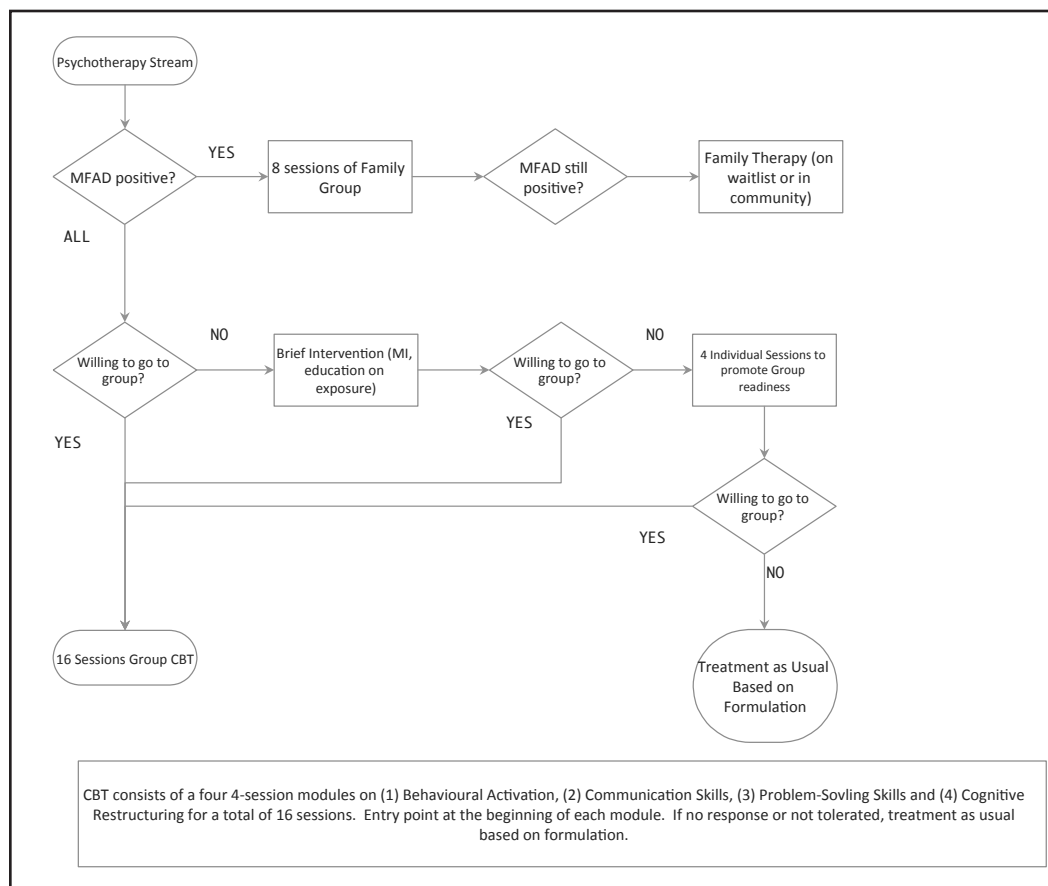 Psychotherapy Stream
MFAD positive?
YES
8 sessions of Family
Group
MFAD still
positive?
Family Therapy (on
waitlist or in
community)
ALL
Willing to go to
group?
NO
Brief Intervention (MI,
education on
exposure)
Willing to go to
group?
NO
4 Individual Sessions to
promote Group
readiness
YES
YES
Willing to go to
group?
YES
NO
16 Sessions Group CBT
Treatment as Usual
Based on
Formulation
CBT consists of a four 4-session modules on (1) Behavioural Activation, (2) Communication Skills, (3) Problem-Sovling Skills and (4) Cognitive
Restructuring for a total of 16 sessions. Entry point at the beginning of each module. If no response or not tolerated, treatment as usual
based on formulation.